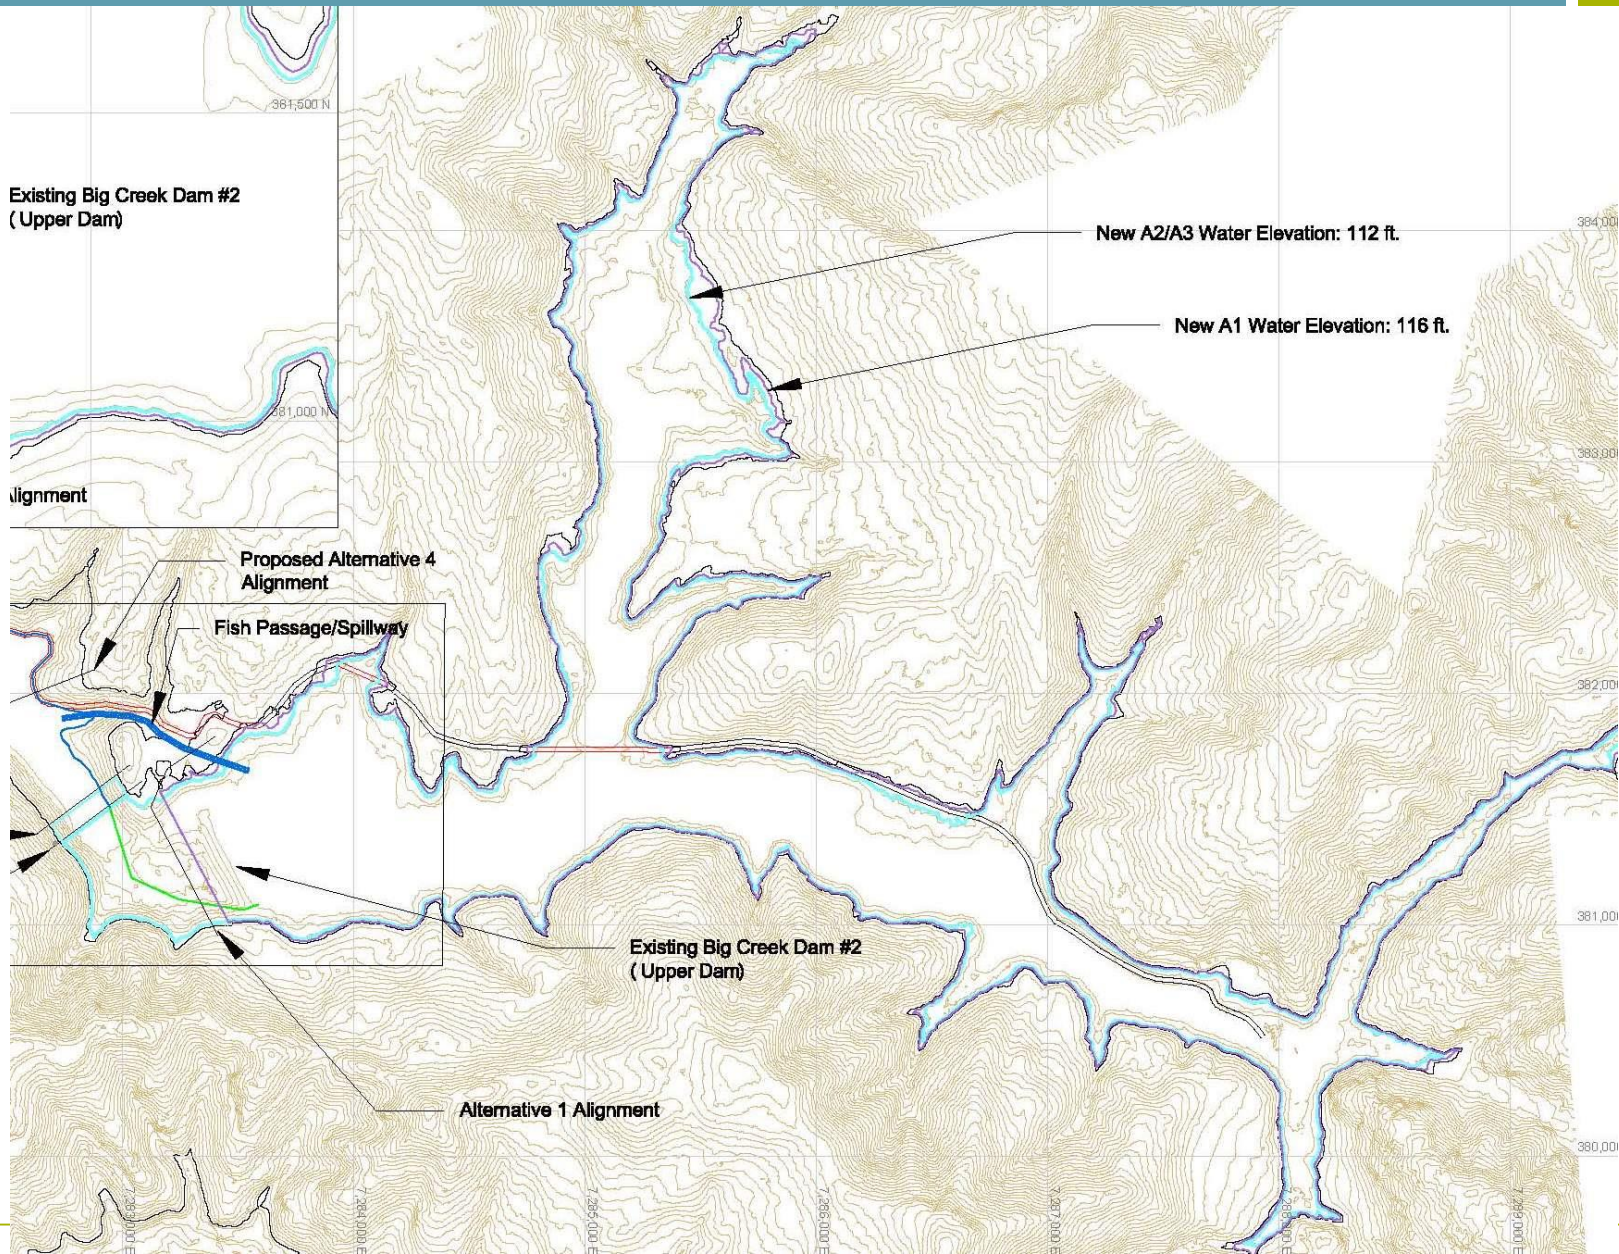 381,500 N
Existing Big Creek Dam #2
( Upper Dam)
384,000
New A2/A3 Water Elevation: 112 ft.
New A1 Water Elevation: 116 ft.
381,000 N
383,000
lignment
Proposed Alternative 4
Alignment
Fish Passage/Spillway
382,000
381,000
Existing Big Creek Dam #2
( Upper Dam)
Alternative 1 Alignment
380,000
7,283,000 E
7,284,000 E
7,285,000 E
7,286,000 E
7,287,000 E
7,288,000 E
7,289,000 E